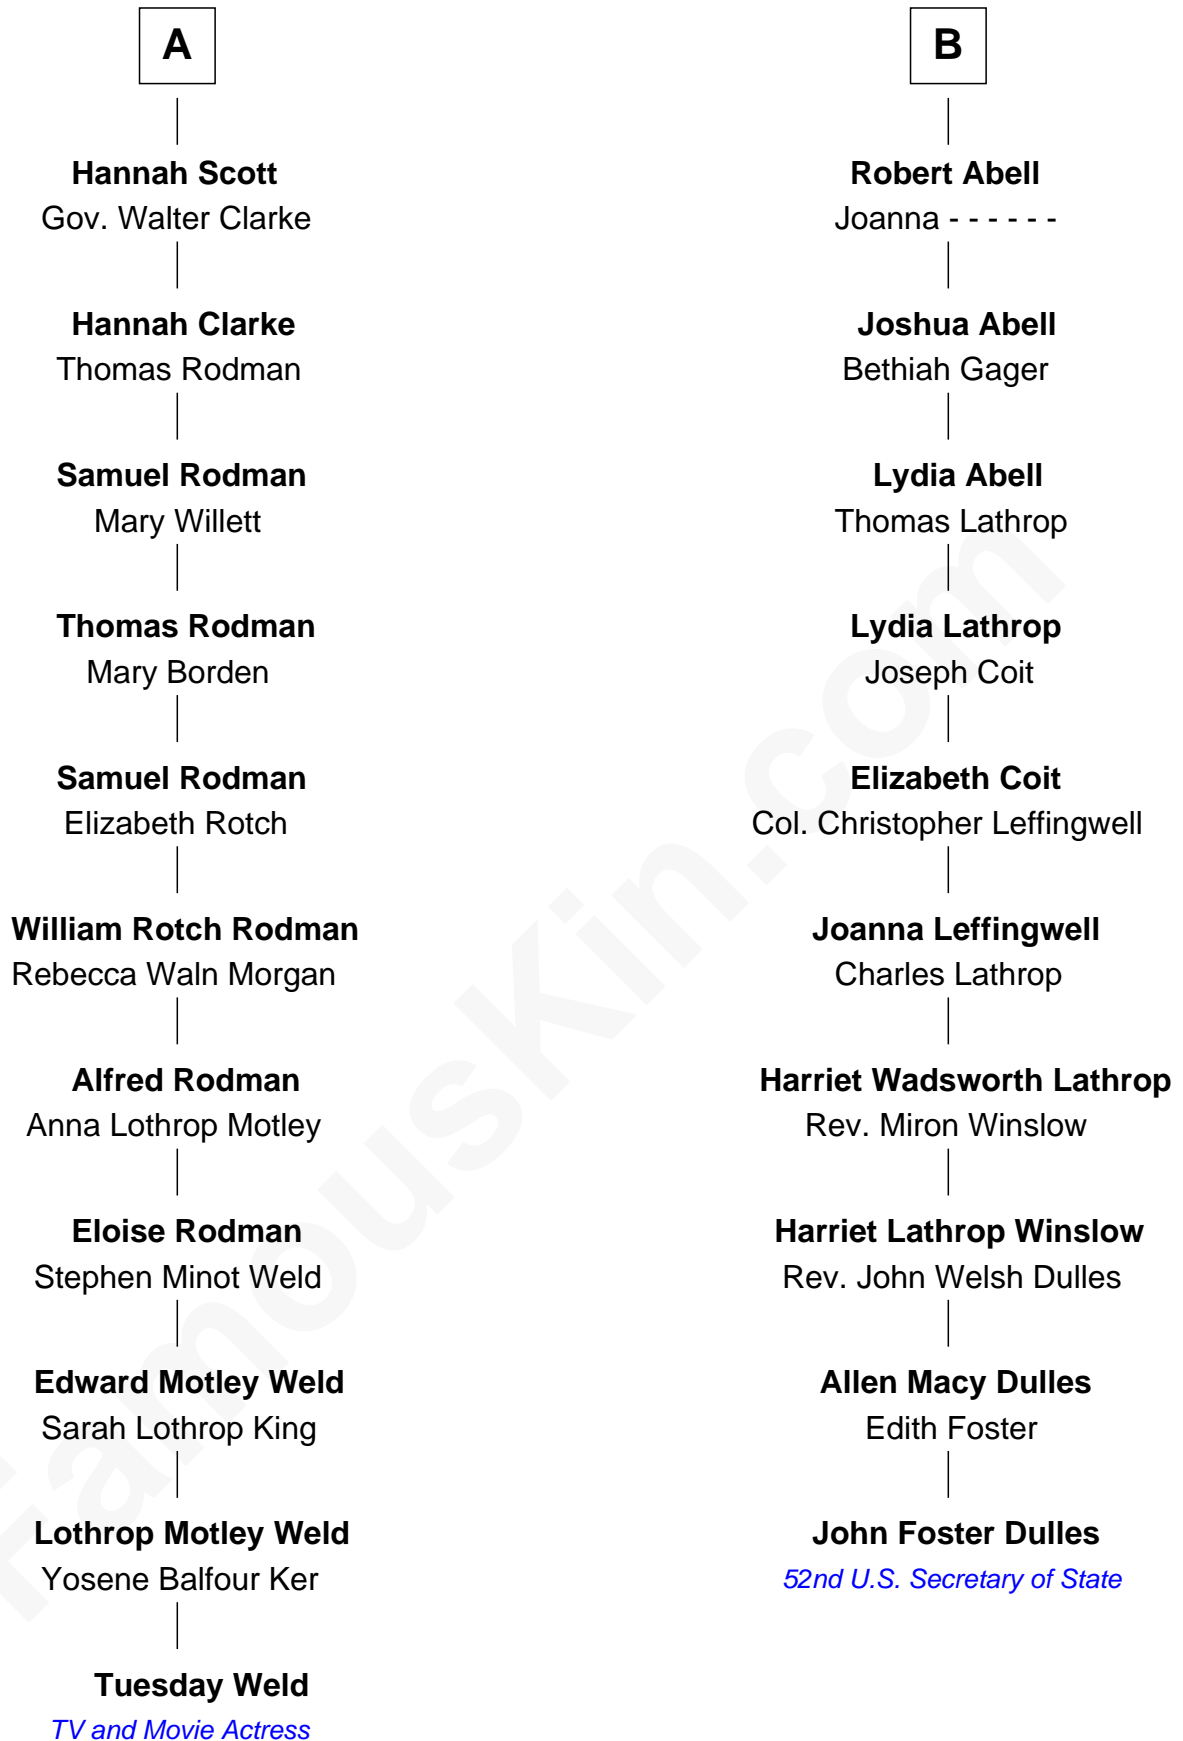 A
Hannah Scott
Gov. Walter Clarke
Hannah Clarke
Thomas Rodman
Samuel Rodman
Mary Willett
Thomas Rodman
Mary Borden
Samuel Rodman
Elizabeth Rotch
William Rotch Rodman
Rebecca Waln Morgan
Alfred Rodman
Anna Lothrop Motley
Eloise Rodman
Stephen Minot Weld
Edward Motley Weld
Sarah Lothrop King
Lothrop Motley Weld
Yosene Balfour Ker
Tuesday Weld
TV and Movie Actress
B
Robert Abell
Joanna - - - - - -
Joshua Abell
Bethiah Gager
Lydia Abell
Thomas Lathrop
Lydia Lathrop
Joseph Coit
Elizabeth Coit
Col. Christopher Leffingwell
Joanna Leffingwell
Charles Lathrop
Harriet Wadsworth Lathrop
Rev. Miron Winslow
Harriet Lathrop Winslow
Rev. John Welsh Dulles
Allen Macy Dulles
Edith Foster
John Foster Dulles
52nd U.S. Secretary of State
FamousKin.com